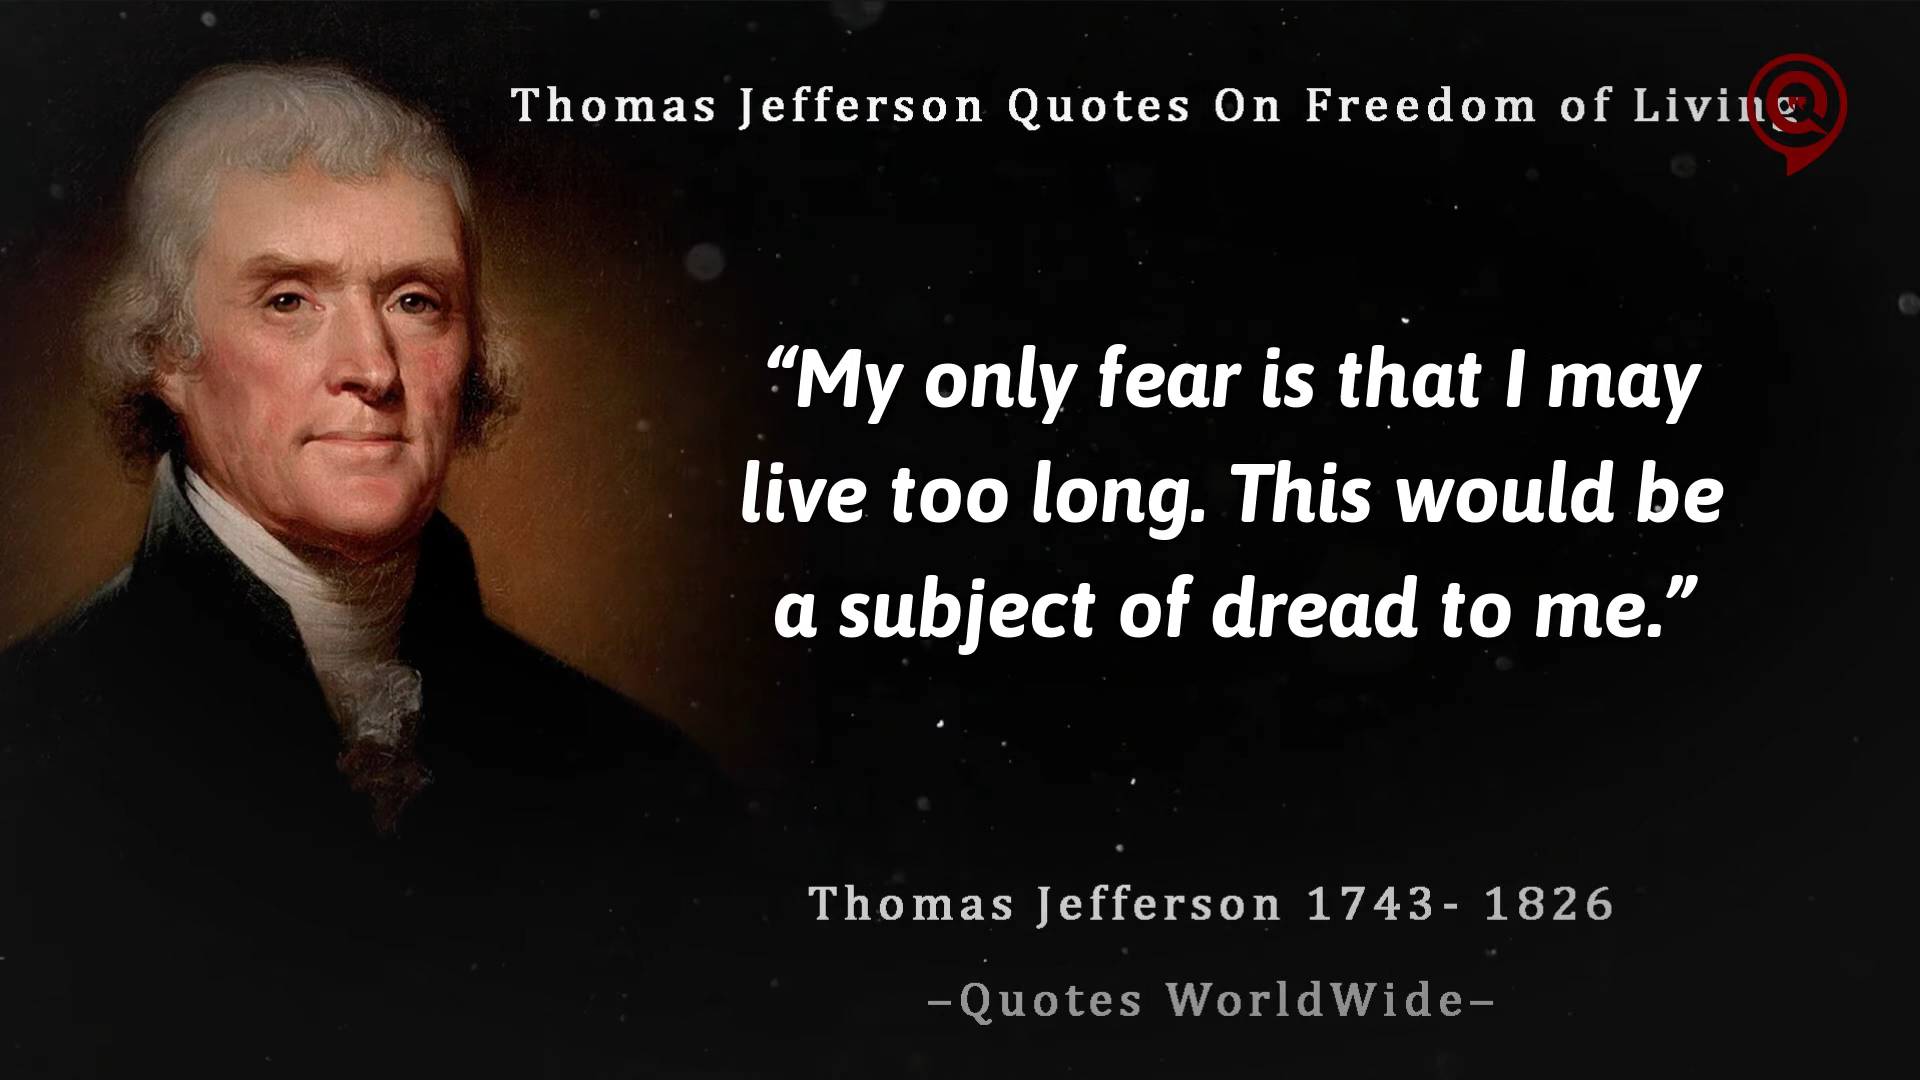 Thomas Jefferson Quotes On Freedom of Living
“My only fear is that I may
live too long. This would be
a subject of dread to me.”
Thomas Jefferson 1743- 1826
–Quotes WorldWide–